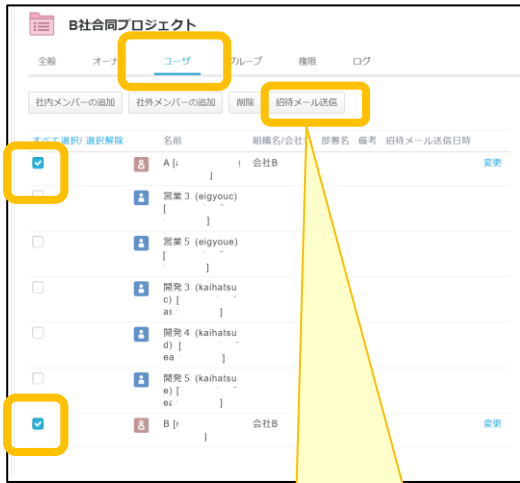 B社合同プロジェクト
全般 オーナー ユーザ グループ 権限 ログ
社内メンバーの追加 社外メンバーの追加 削除 招待メール送信
すべて選択/ 選択解除 名前 組織名/会社 部署名 備考 招待メール送信日時
A [ 会社B 変更
]
営業３ (eigyouc)
[
]
営業５ (eigyoue)
[
]
開発３ (kaihatsu
c) [
as ]
開発４ (kaihatsu
d) [
ea ]
開発５ (kaihatsu
e) [
ea ]
B [ 会社B 変更
]